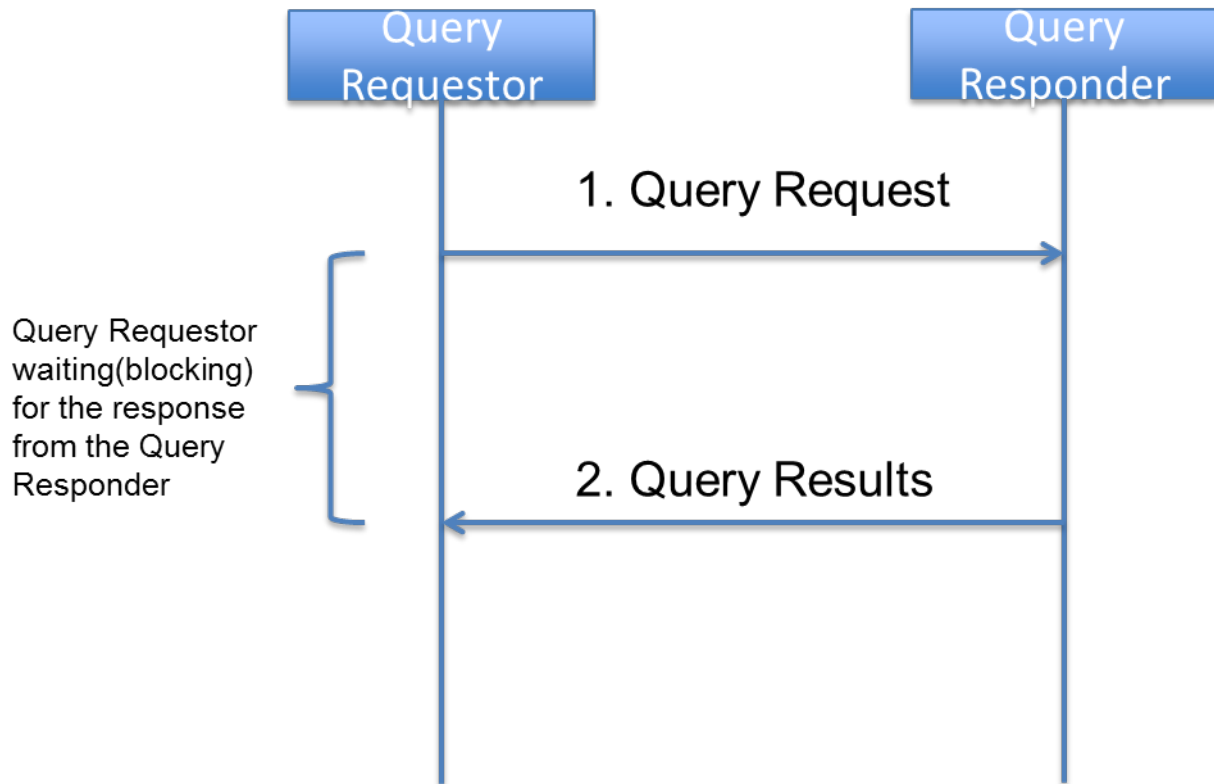 Query
Requestor
Query
Responder
1. Query Request
Query Requestor
waiting(blocking)
for the response
from the Query
Responder
2. Query Results